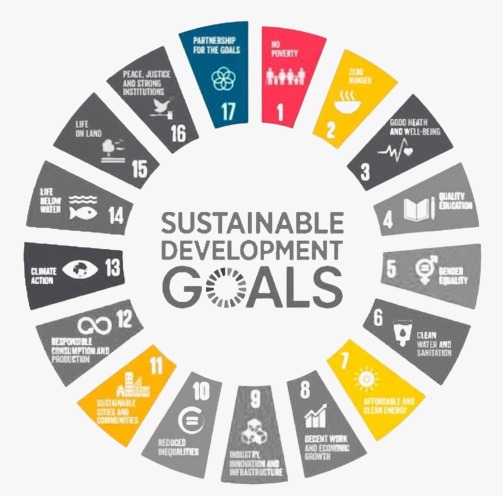 SUSTAINABLE
DEVELOPMENT
GOALS
NO
POVERTY
1
ZERO
HUNGER
2
GOOD HEATH
AND WELL-BEING
3
QUALITY
EDUCATION
4
GENDER
EQUALITY
5
CLEAN
WATER AND
SANITATION
6
AFFORDABLE AND
CLEAN ENERGY
7
DECENT WORK
AND ECONOMIC
GROWTH
8
INDUSTRY,
INNOVATION AND
INFRASTRUCTURE
9
REDUCED
INEQUALITIES
10
SUSTAINABLE
CITIES AND
COMMUNITIES
11
RESPONSIBLE
CONSUMPTION AND
PRODUCTION
12
CLIMATE
ACTION
13
LIFE
BELOW
WATER
14
LIFE
ON LAND
15
PEACE, JUSTICE
AND STRONG
INSTITUTIONS
16
PARTNERSHIP
FOR THE GOALS
17